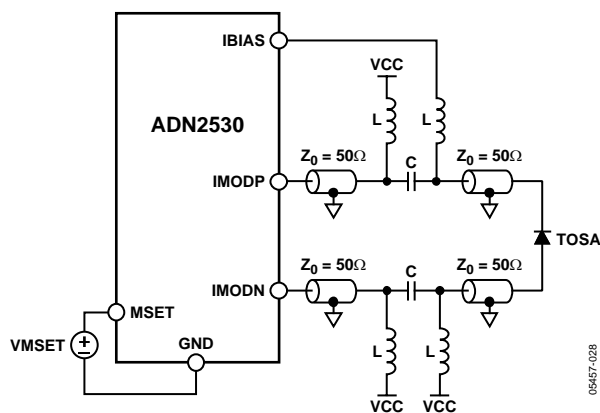 IBIAS
VCC
ADN2530
L
L
Z0 = 50Ω
C
Z0 = 50Ω
IMODP
TOSA
Z0 = 50Ω
C
Z0 = 50Ω
IMODN
MSET
VMSET
GND
L
L
VCC
VCC
05457-028